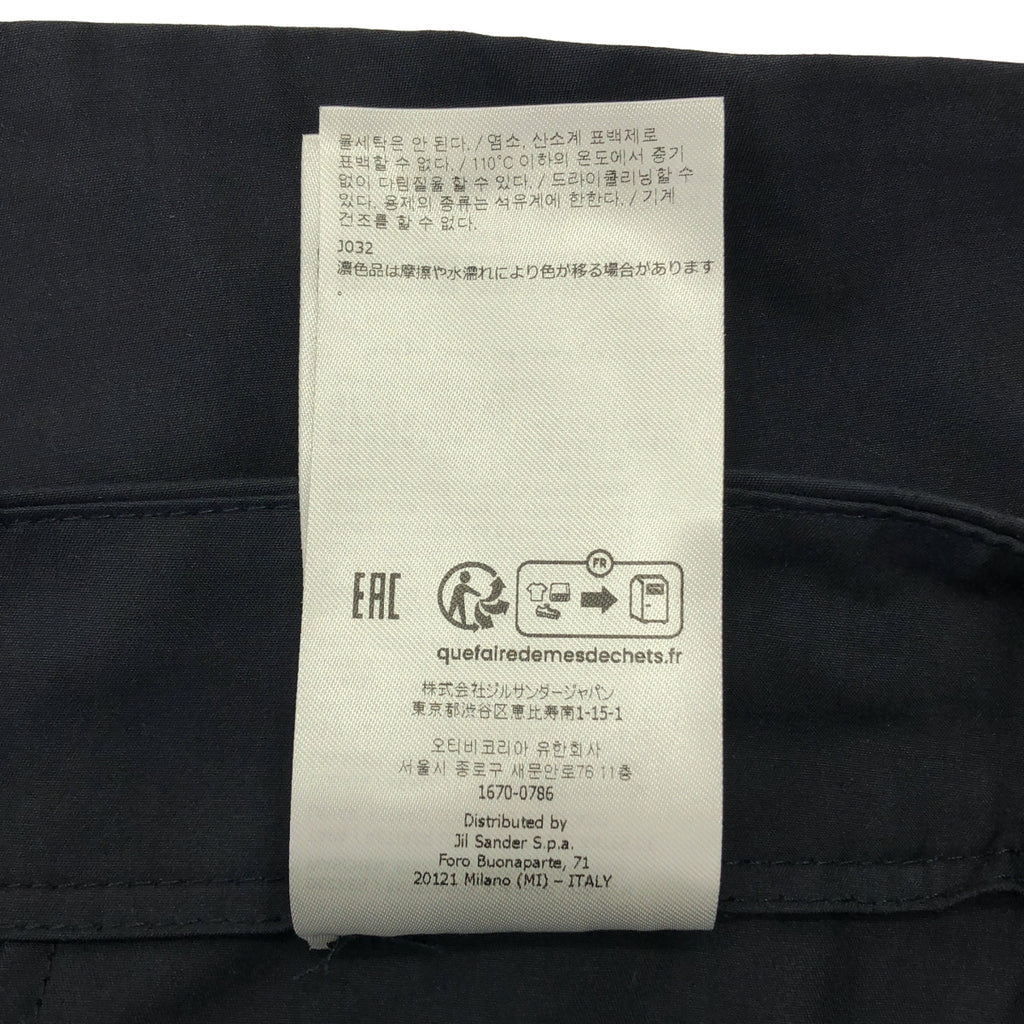 물세탁은 안 된다. / 염소, 산소계 표백제로
표백할 수 없다. / 110°C 이하의 온도에서 증기
없이 다림질을 할 수 있다. / 드라이클리닝할 수
있다. 용제의 종류는 석유계에 한한다. / 기계
건조를 할 수 없다.
J032
濃色品は摩擦や水濡れにより色が移る場合があります
。
EAC
FR
quefairedemesdechets.fr
株式会社ジルサンダージャパン
東京都渋谷区恵比寿南1-15-1
오티비코리아 유한회사
서울시 종로구 새문안로76 11층
1670-0786
Distributed by
Jil Sander S.p.a.
Foro Buonaparte, 71
20121 Milano (MI) – ITALY